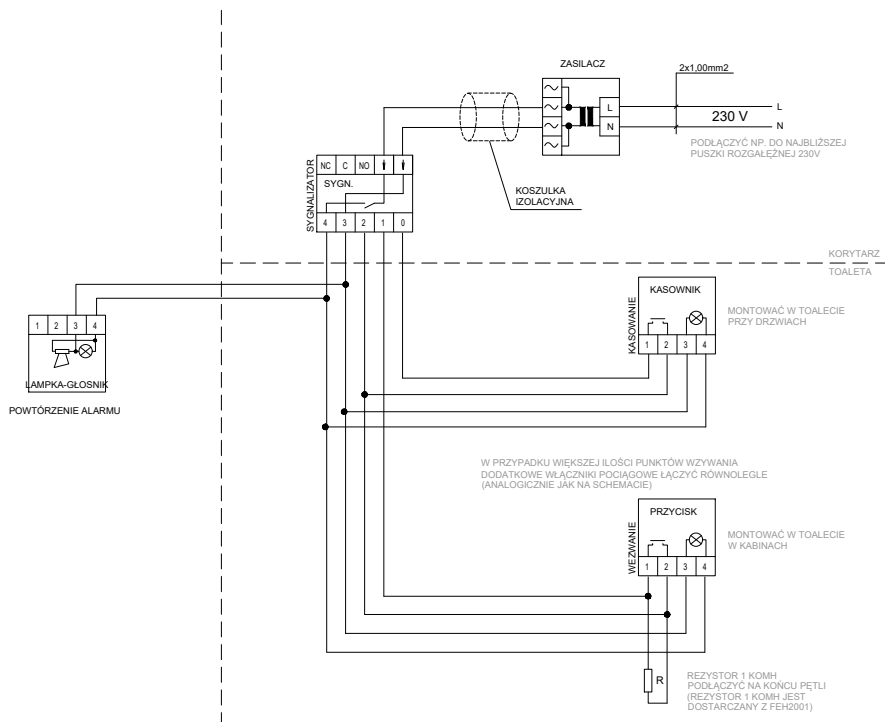 ZASILACZ
2x1,00mm2
L
L
230 V
N
N
PODŁĄCZYĆ NP. DO NAJBLIŻSZEJ
PUSZKI ROZGAŁĘŹNEJ 230V
KOSZULKA
IZOLACYJNA
SYGNALIZATOR
NC C NO
SYGN.
4 3 2 1 0
KORYTARZ
TOALETA
KASOWANIE
KASOWNIK
1 2 3 4
MONTOWAĆ W TOALECIE
PRZY DRZWIACH
1 2 3 4
LAMPKA-GŁOSNIK
POWTÓRZENIE ALARMU
W PRZYPADKU WIĘKSZEJ ILOŚCI PUNKTÓW WZYWANIA
DODATKOWE WŁĄCZNIKI POCIĄGOWE ŁĄCZYĆ RÓWNOLEGLE
(ANALOGICZNIE JAK NA SCHEMACIE)
WEZWANIE
PRZYCISK
1 2 3 4
MONTOWAĆ W TOALECIE
W KABINACH
R
REZYSTOR 1 KOMH
PODŁĄCZYĆ NA KOŃCU PĘTLI
(REZYSTOR 1 KOMH JEST
DOSTARCZANY Z FEH2001)